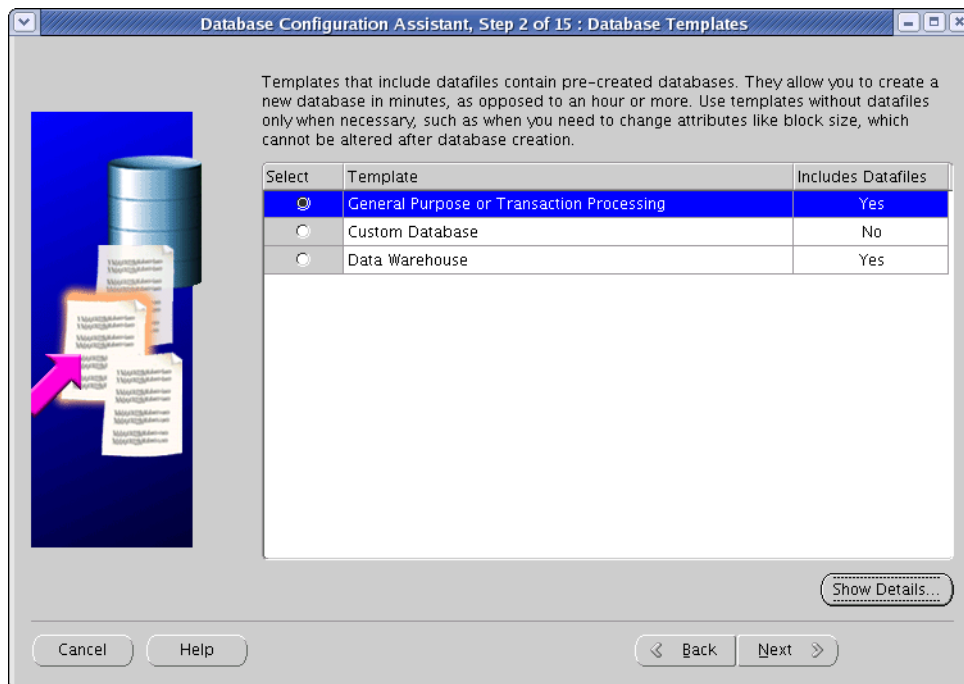 Database Configuration Assistant, Step 2 of 15 : Database Templates
Templates that include datafiles contain pre-created databases. They allow you to create a
new database in minutes, as opposed to an hour or more. Use templates without datafiles
only when necessary, such as when you need to change attributes like block size, which
cannot be altered after database creation.
Select Template Includes Datafiles
General Purpose or Transaction Processing Yes
Custom Database No
Data Warehouse Yes
Show Details...
Cancel Help Back Next